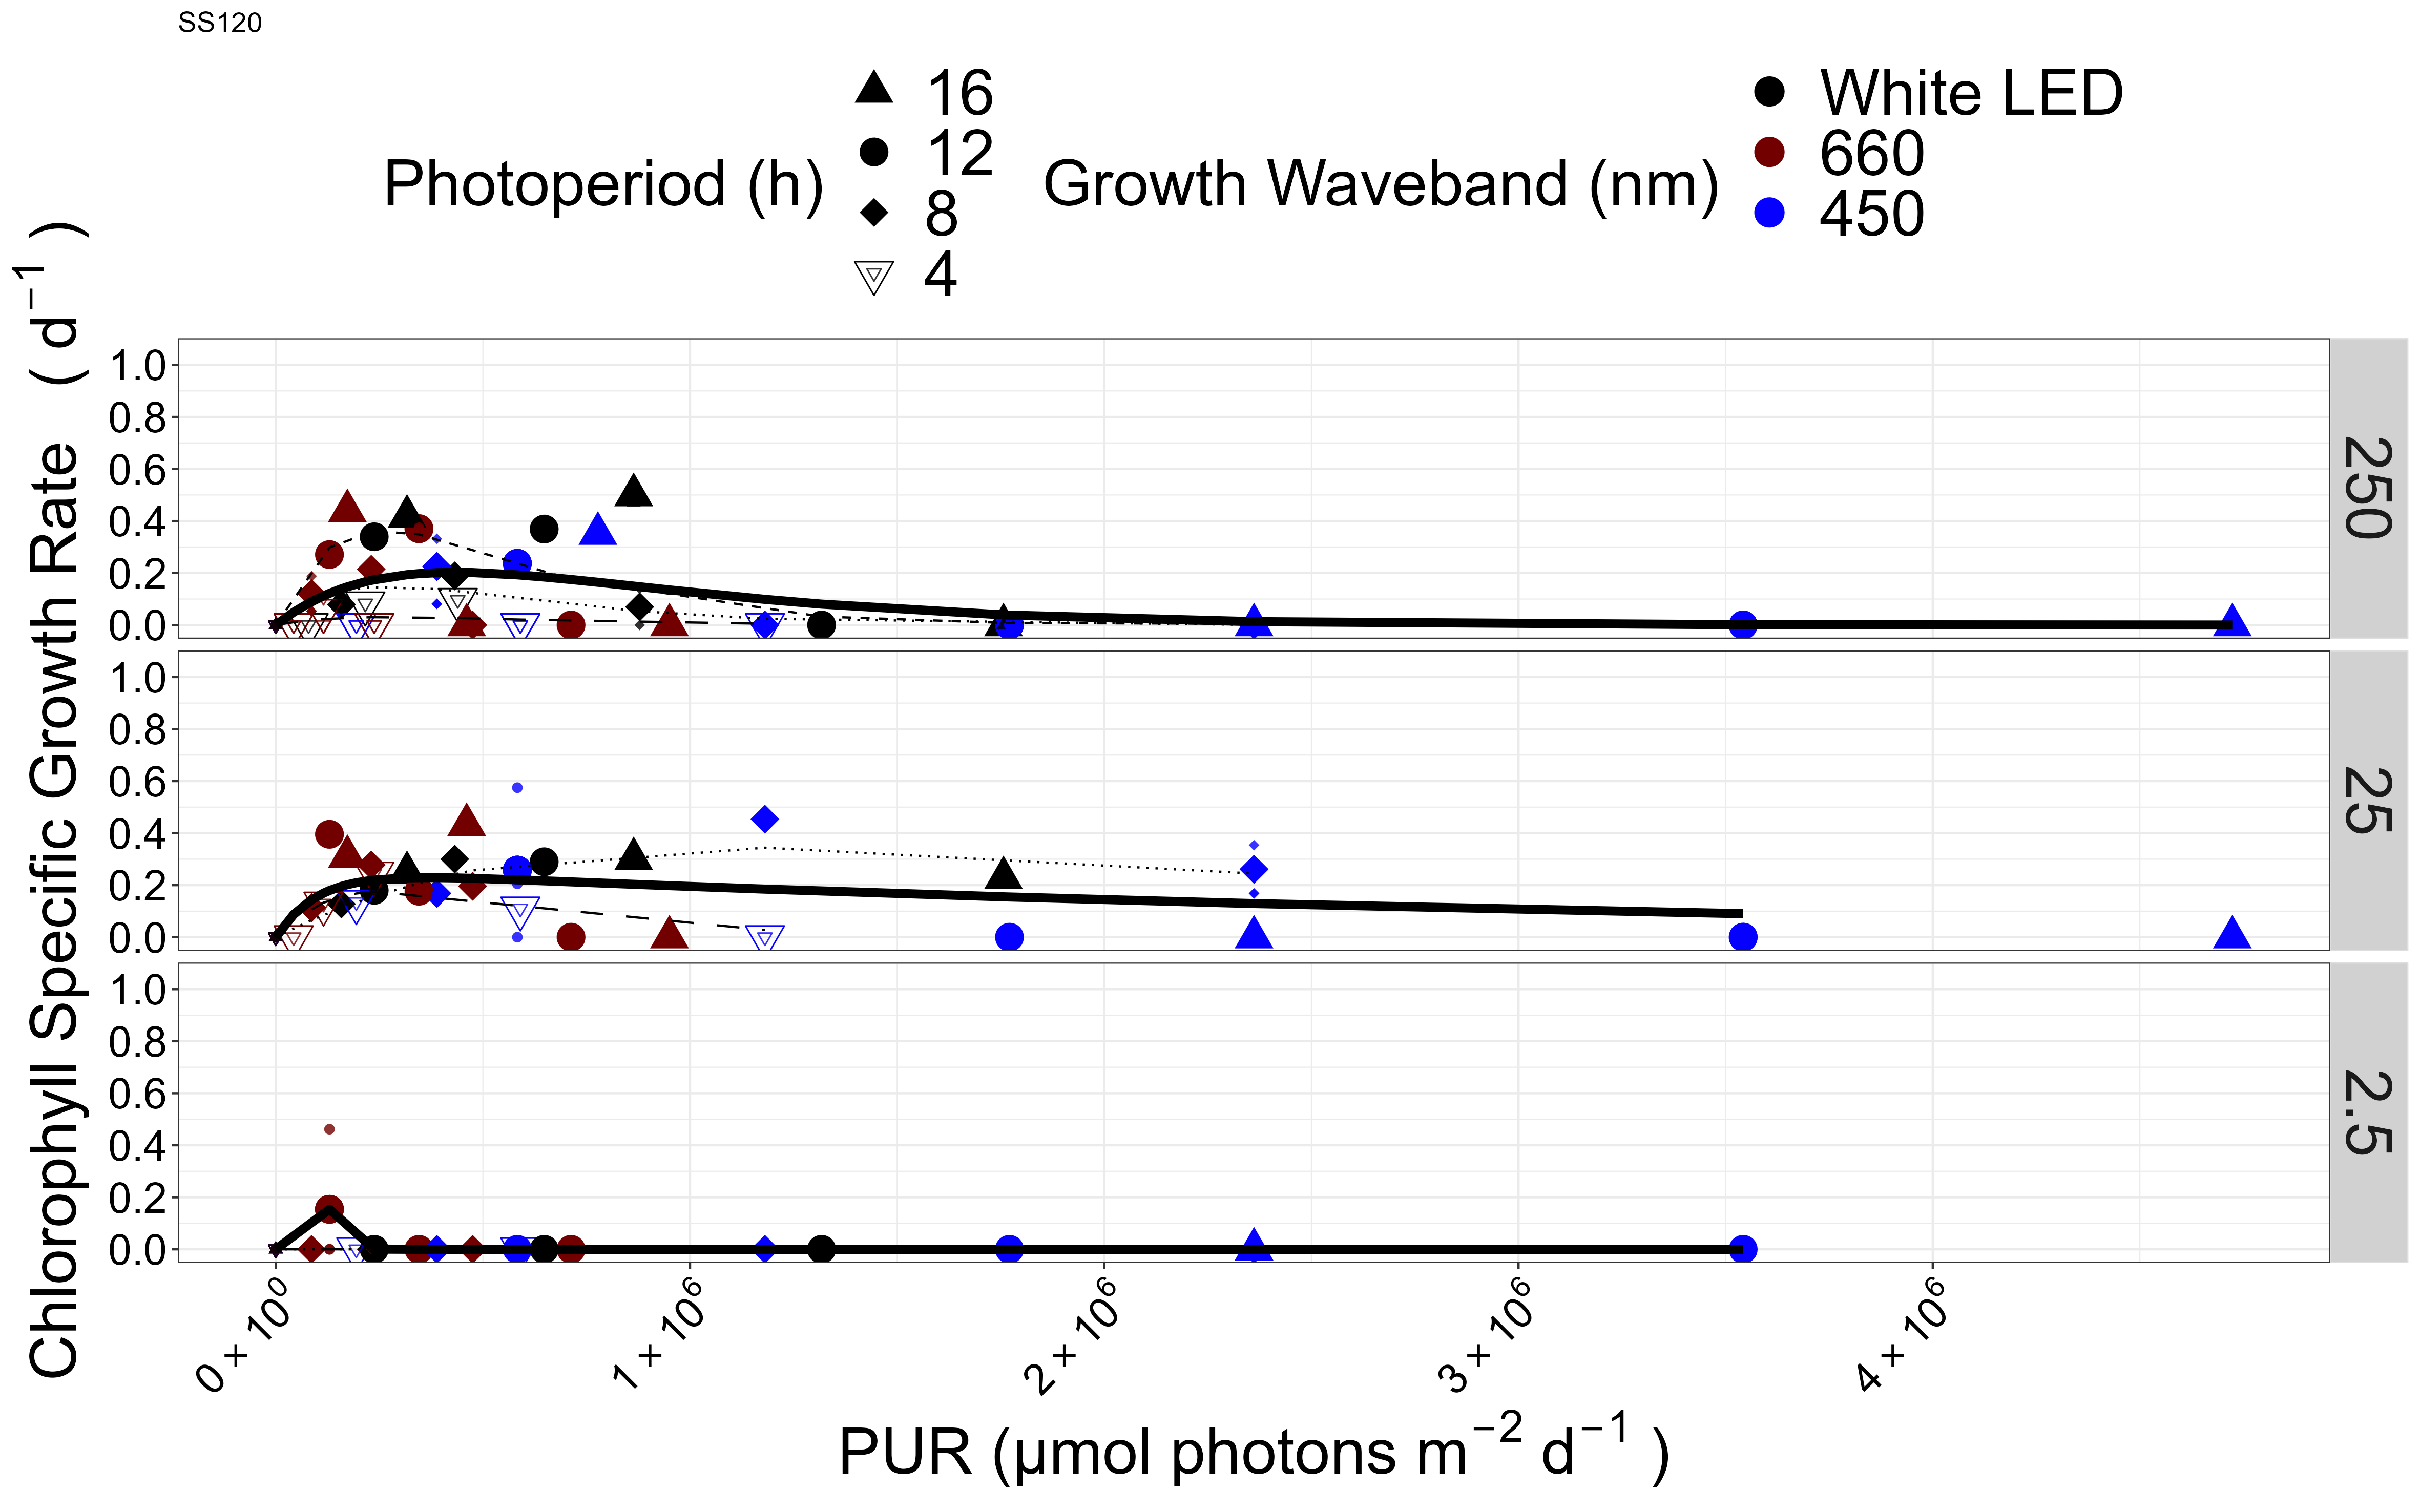 SS120
Photoperiod (h)
16
12
8
4
Growth Waveband (nm)
White LED
660
450
Chlorophyll Specific Growth Rate ( d⁻¹ )
1.0
0.8
0.6
0.4
0.2
0.0
250
1.0
0.8
0.6
0.4
0.2
0.0
25
1.0
0.8
0.6
0.4
0.2
0.0
2.5
0 × 10⁰
1 × 10⁶
2 × 10⁶
3 × 10⁶
4 × 10⁶
PUR (µmol photons m⁻² d⁻¹ )